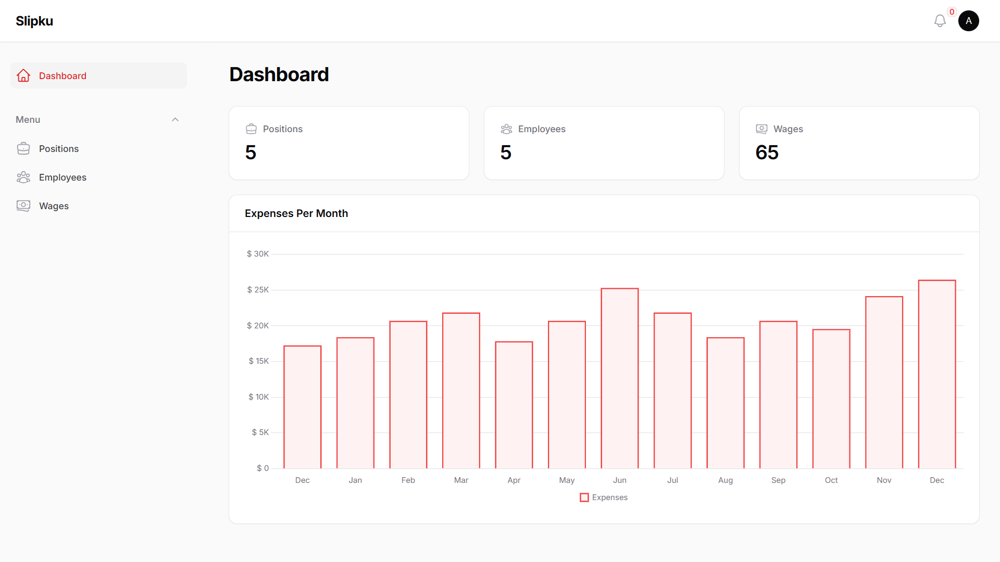 Slipku
0
A
Dashboard
Menu
Positions
Employees
Wages
Dashboard
Positions
5
Employees
5
Wages
65
Expenses Per Month
$ 30K
$ 25K
$ 20K
$ 15K
$ 10K
$ 5K
$ 0
Dec Jan Feb Mar Apr May Jun Jul Aug Sep Oct Nov Dec
Expenses